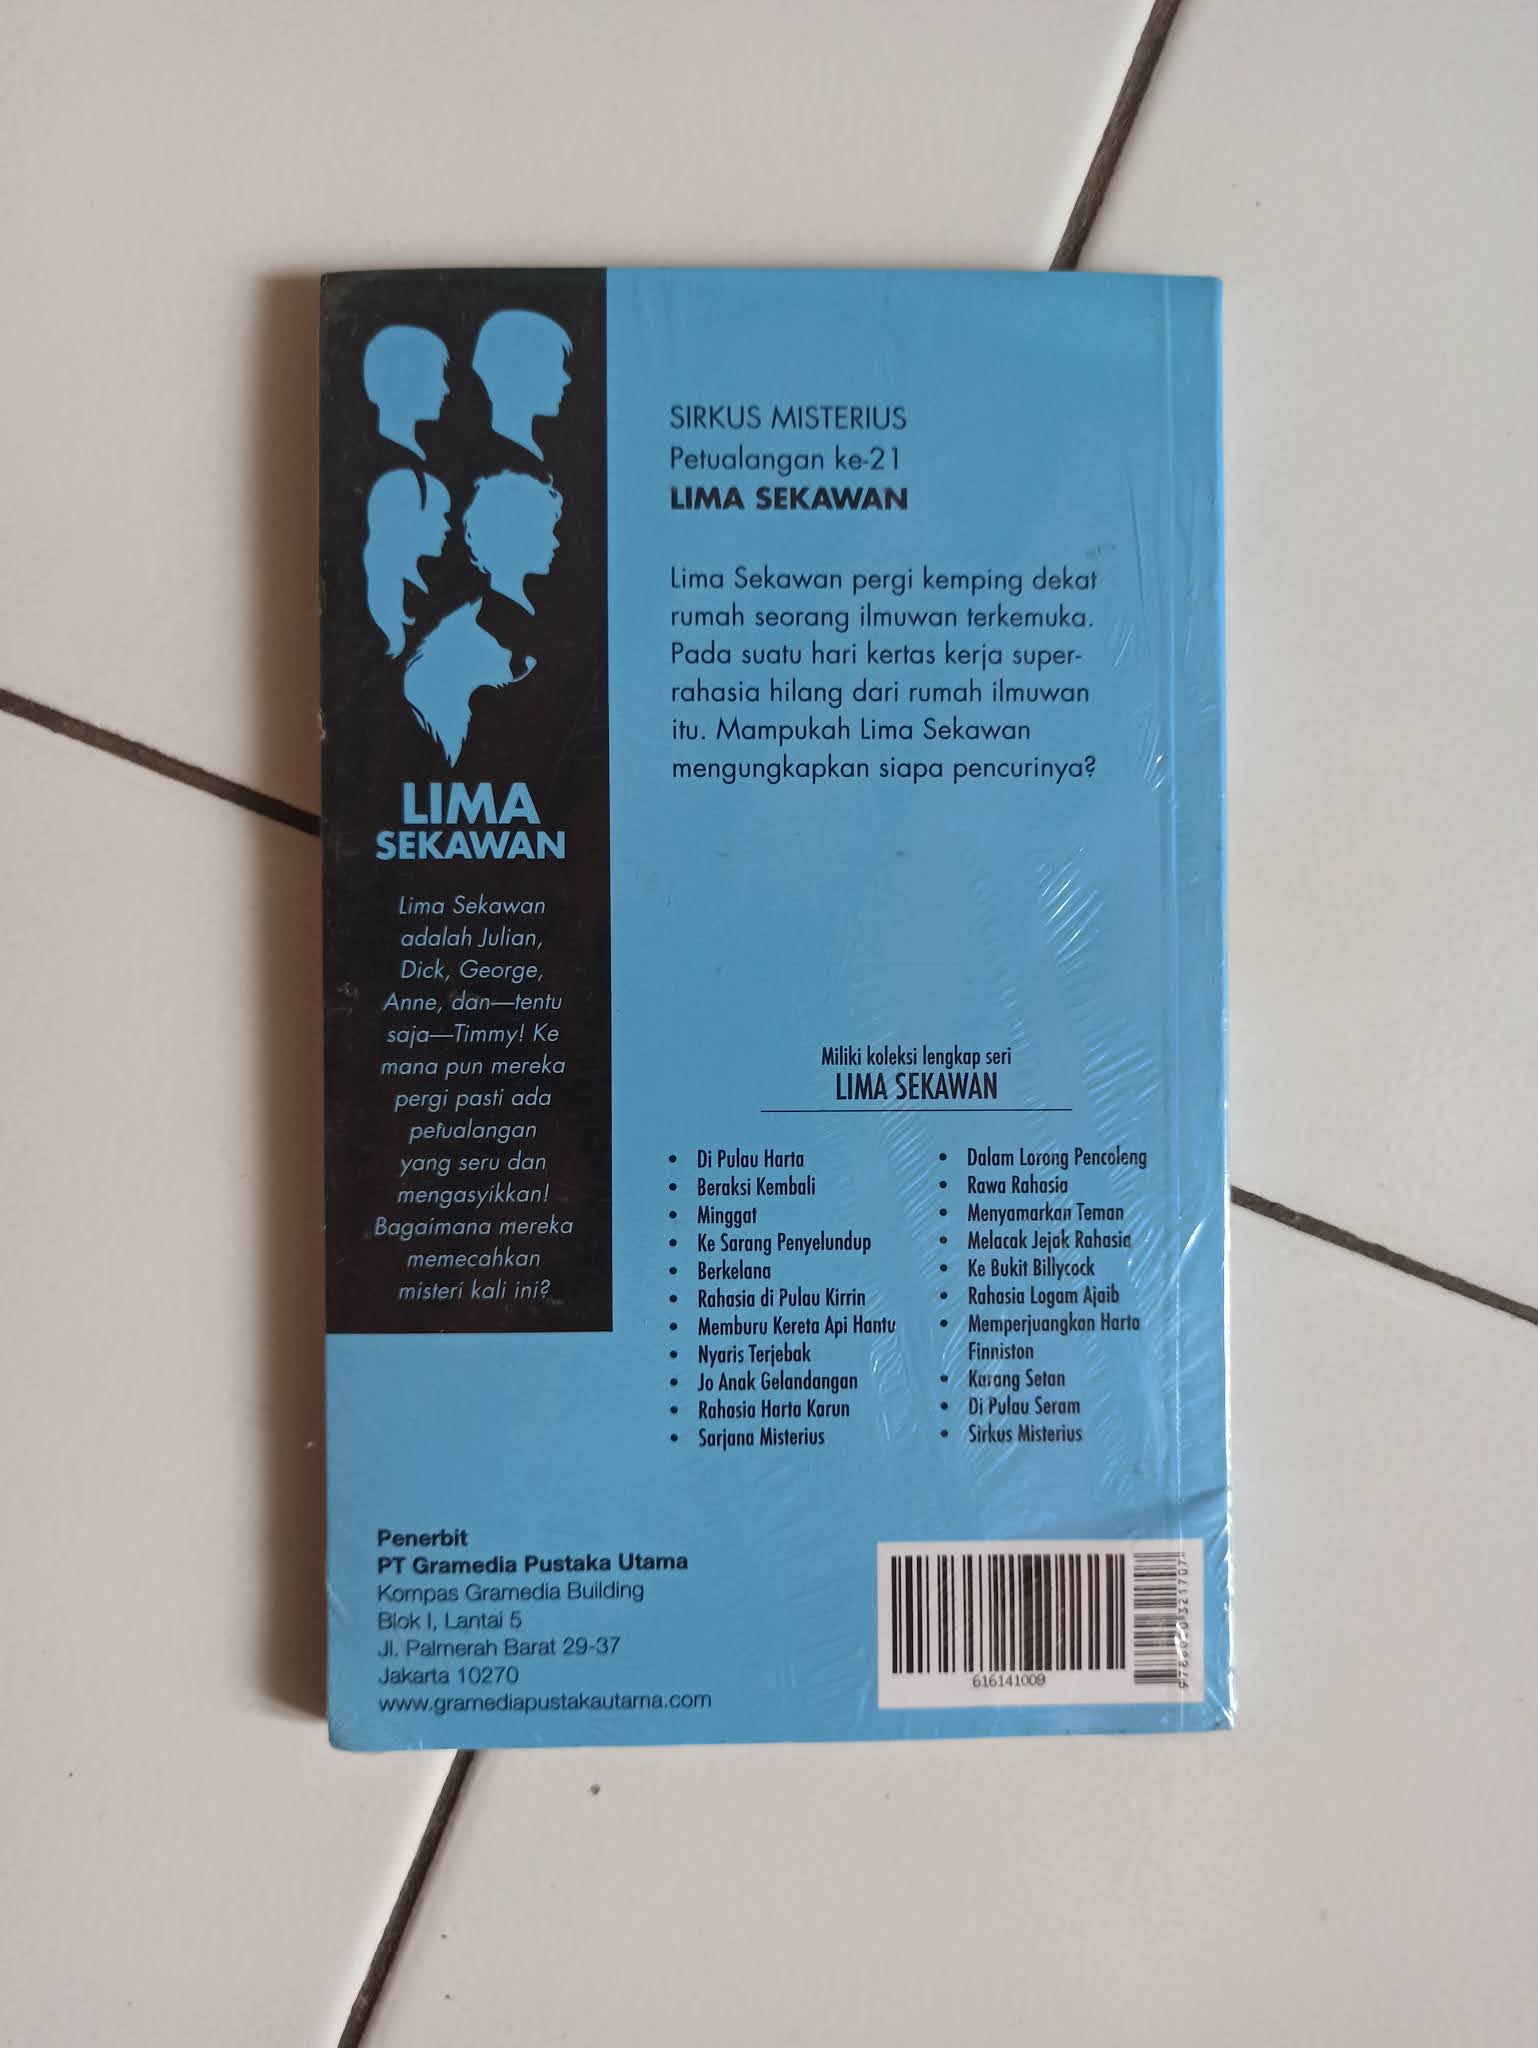 SIRKUS MISTERIUS
Petualangan ke-21
LIMA SEKAWAN
Lima Sekawan pergi kemping dekat
rumah seorang ilmuwan terkemuka.
Pada suatu hari kertas kerja super-
rahasia hilang dari rumah ilmuwan
itu. Mampukah Lima Sekawan
mengungkapkan siapa pencurinya?
LIMA
SEKAWAN
Lima Sekawan
adalah Julian,
Dick, George,
Anne, dan—tentu
saja—Timmy! Ke
mana pun mereka
pergi pasti ada
petualangan
yang seru dan
mengasyikkan!
Bagaimana mereka
memecahkan
misteri kali ini?
Miliki koleksi lengkap seri
LIMA SEKAWAN
• Di Pulau Harta
• Beraksi Kembali
• Minggat
• Ke Sarang Penyelundup
• Berkelana
• Rahasia di Pulau Kirrin
• Memburu Kereta Api Hantu
• Nyaris Terjebak
• Jo Anak Gelandangan
• Rahasia Harta Karun
• Sarjana Misterius
• Dalam Lorong Pencoleng
• Rawa Rahasia
• Menyamarkan Teman
• Melacak Jejak Rahasia
• Ke Bukit Billycock
• Rahasia Logam Ajaib
• Memperjuangkan Harta
Finniston
• Karang Setan
• Di Pulau Seram
• Sirkus Misterius
Penerbit
PT Gramedia Pustaka Utama
Kompas Gramedia Building
Blok I, Lantai 5
Jl. Palmerah Barat 29-37
Jakarta 10270
www.gramediapustakautama.com
616141009